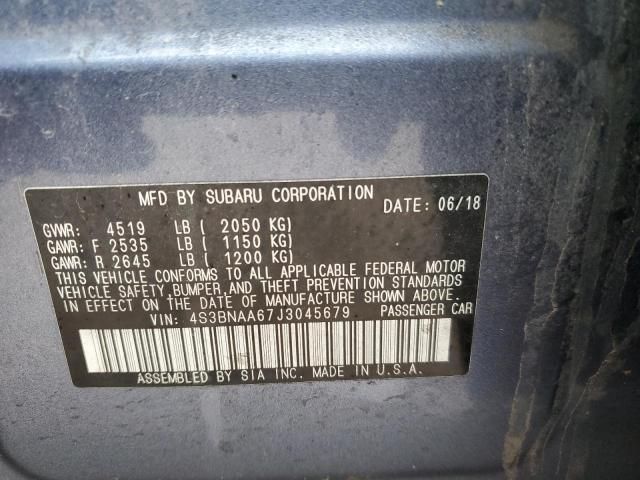 MFD BY SUBARU CORPORATION
DATE: 06/18
GVWR: 4519 LB ( 2050 KG)
GAWR: F 2535 LB ( 1150 KG)
GAWR: R 2645 LB ( 1200 KG)
THIS VEHICLE CONFORMS TO ALL APPLICABLE FEDERAL MOTOR
VEHICLE SAFETY, BUMPER, AND THEFT PREVENTION STANDARDS
IN EFFECT ON THE DATE OF MANUFACTURE SHOWN ABOVE.
VIN: 4S3BNAA67J3045679 PASSENGER CAR
ASSEMBLED BY SIA INC. MADE IN U.S.A.